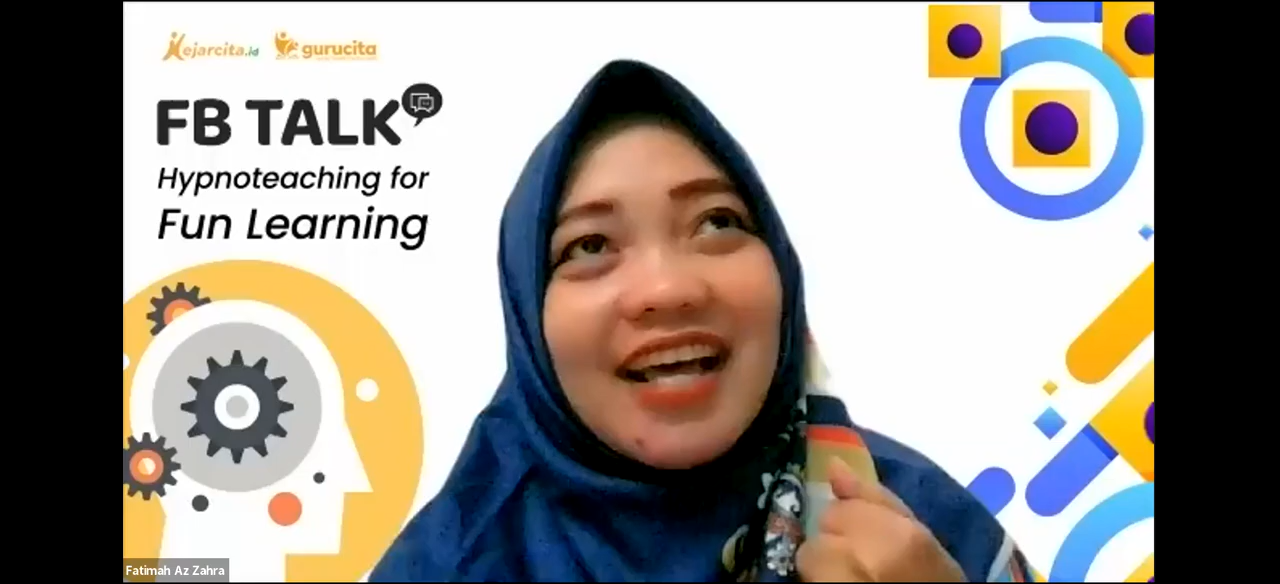 kejarcita.id
gurucita
FB TALK
Hypnoteaching for
Fun Learning
Fatimah Az Zahra